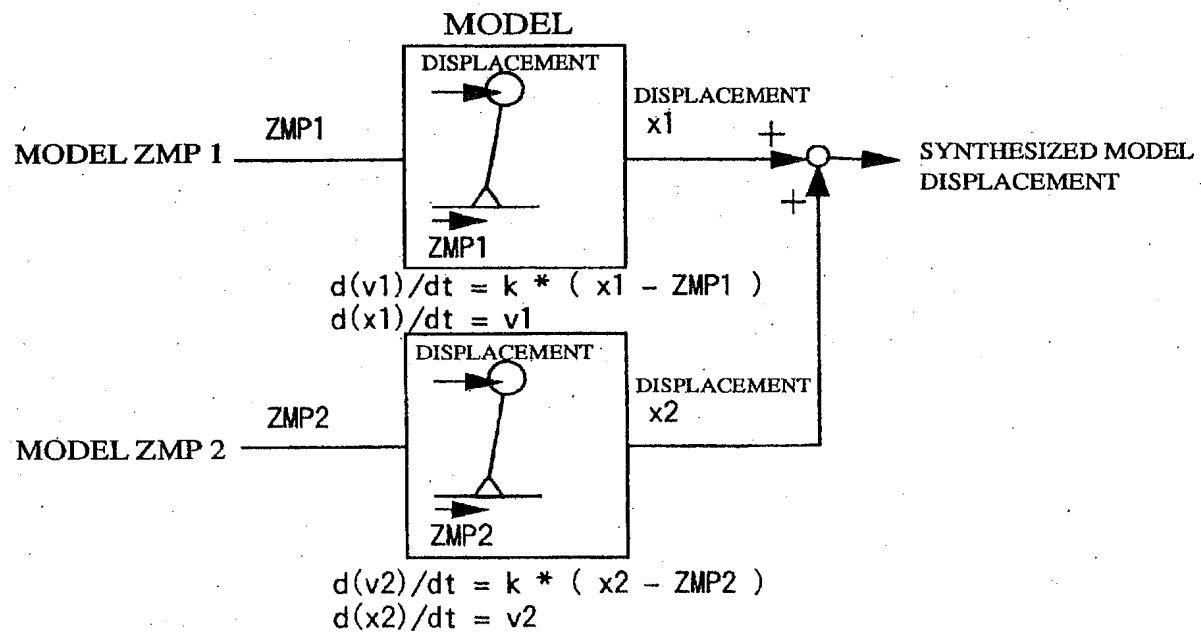 MODEL
DISPLACEMENT
DISPLACEMENT
x1
ZMP1
+
MODEL ZMP 1
SYNTHESIZED MODEL
DISPLACEMENT
+
ZMP1
d(v1)/dt = k * ( x1 - ZMP1 )
d(x1)/dt = v1
DISPLACEMENT
DISPLACEMENT
x2
ZMP2
MODEL ZMP 2
ZMP2
d(v2)/dt = k * ( x2 - ZMP2 )
d(x2)/dt = v2